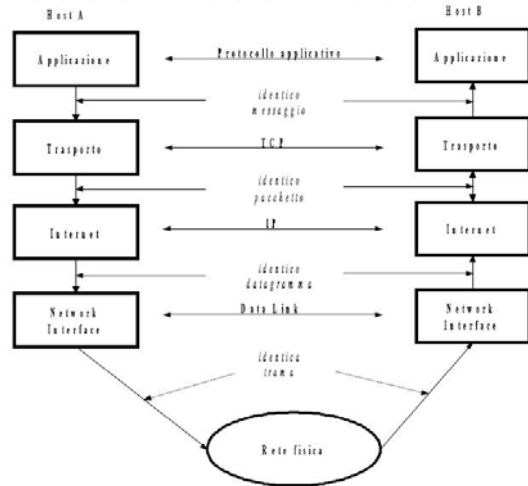 Host A
Host B
Applicazione
Protocollo applicativo
Applicazione
identico
messaggio
Trasporto
TCP
Trasporto
identico
pacchetto
Internet
IP
Internet
identico
datagramma
Network
Interface
Data Link
Network
Interface
identica
trama
Rete fisica